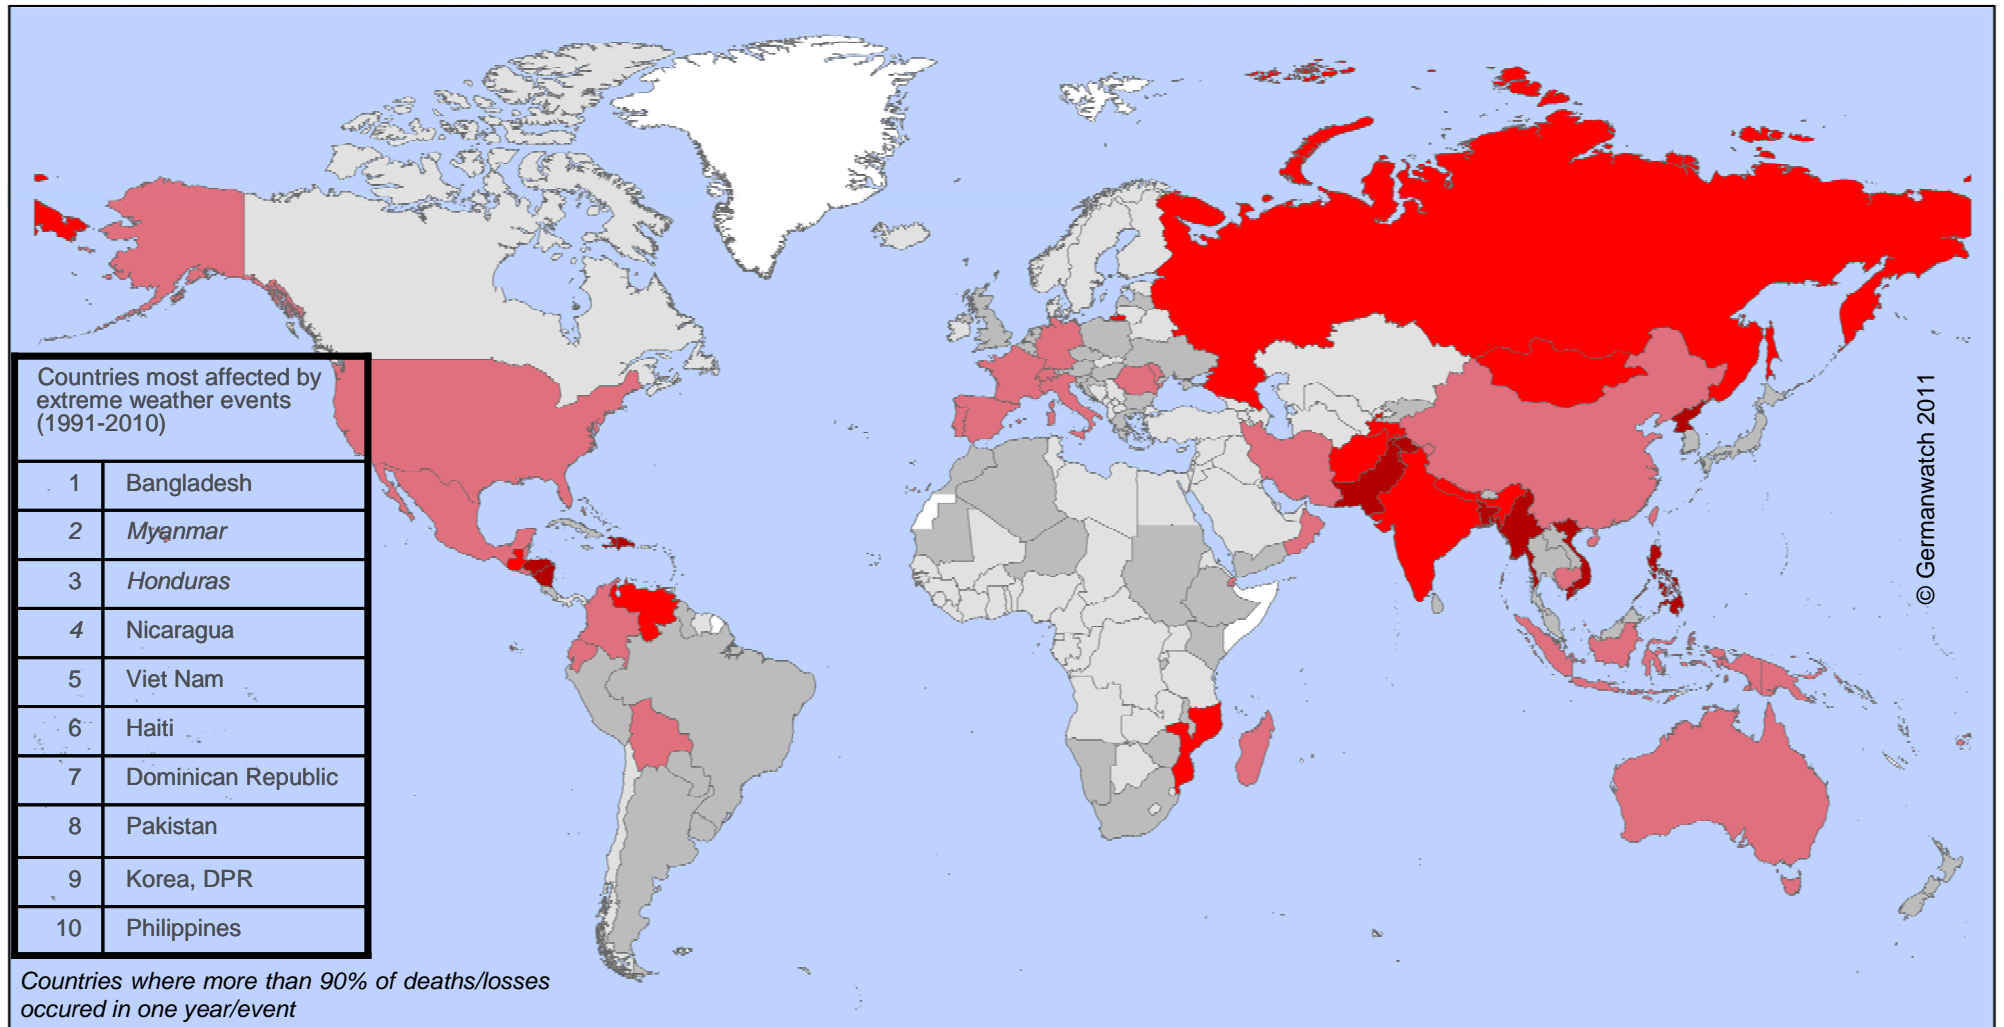 Countries most affected by
extreme weather events
(1991-2010)
1 Bangladesh
2 Myanmar
3 Honduras
4 Nicaragua
5 Viet Nam
6 Haiti
7 Dominican Republic
8 Pakistan
9 Korea, DPR
10 Philippines
Countries where more than 90% of deaths/losses
occured in one year/event
© Germanwatch 2011